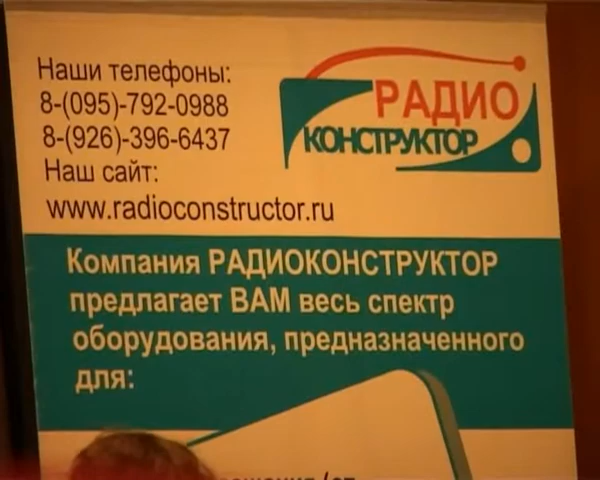 Наши телефоны:
8-(095)-792-0988
8-(926)-396-6437
Наш сайт:
www.radioconstructor.ru
РАДИО
КОНСТРУКТОР
Компания РАДИОКОНСТРУКТОР
предлагает ВАМ весь спектр
оборудования, предназначенного
для: